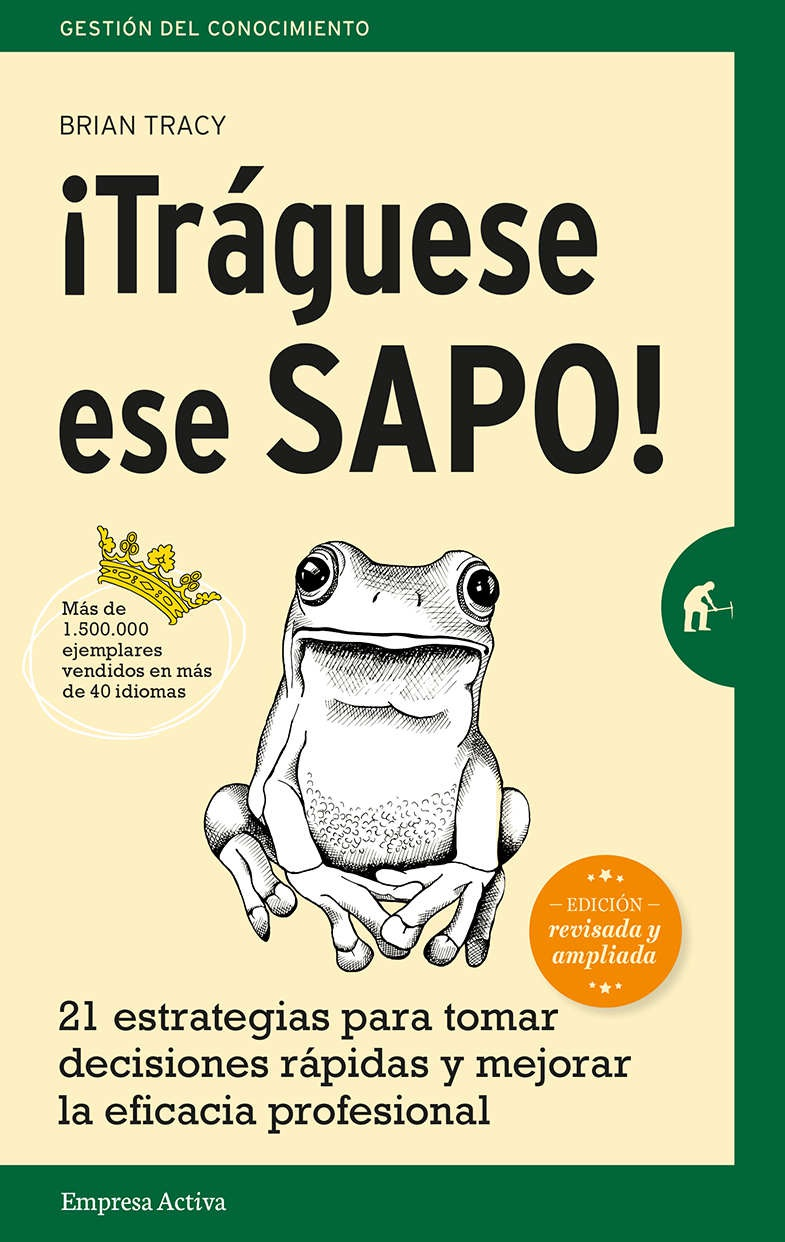 GESTIÓN DEL CONOCIMIENTO
BRIAN TRACY
¡Tráguese
ese SAPO!
Más de
1.500.000
ejemplares
vendidos en más
de 40 idiomas
EDICIÓN
revisada y
ampliada
21 estrategias para tomar
decisiones rápidas y mejorar
la eficacia profesional
Empresa Activa